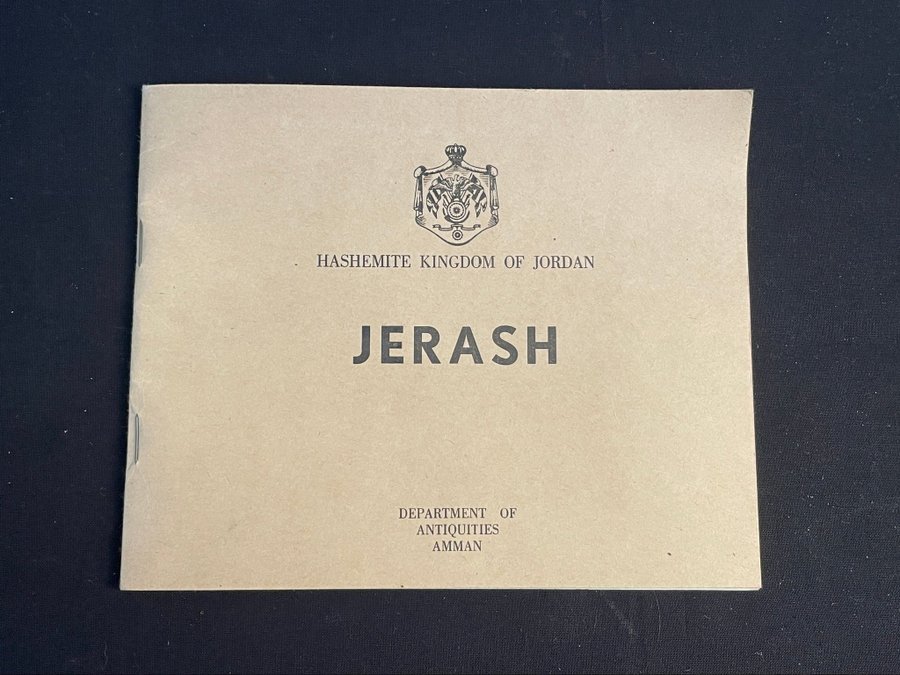 HASHEMITE KINGDOM OF JORDAN
JERASH
DEPARTMENT OF
ANTIQUITIES
AMMAN